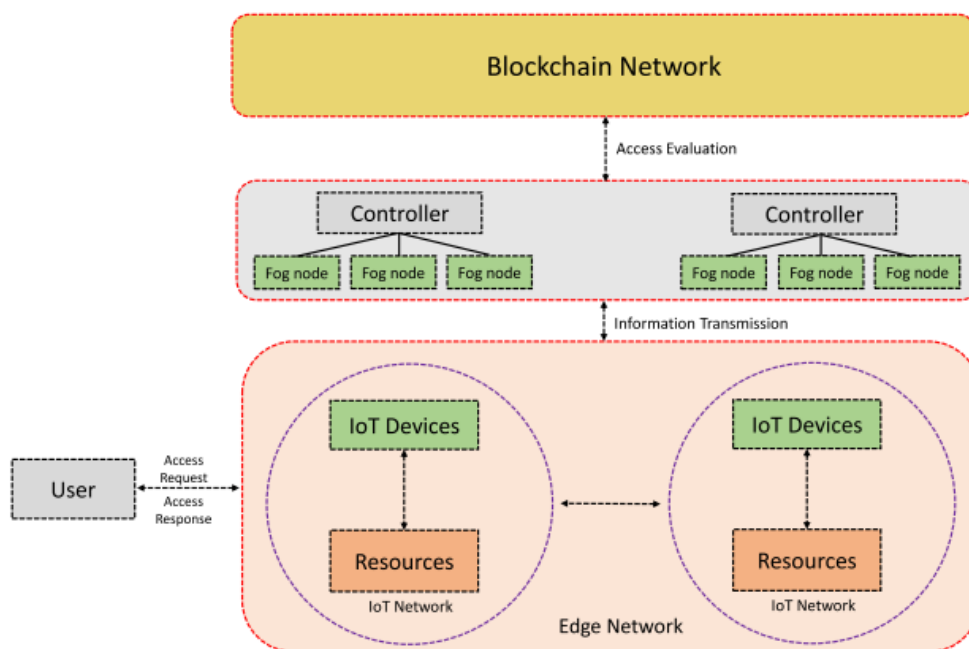 Blockchain Network
Access Evaluation
Controller
Controller
Fog node
Fog node
Fog node
Fog node
Fog node
Fog node
Information Transmission
IoT Devices
IoT Devices
Access
Request
User
Access
Response
Resources
Resources
IoT Network
IoT Network
Edge Network